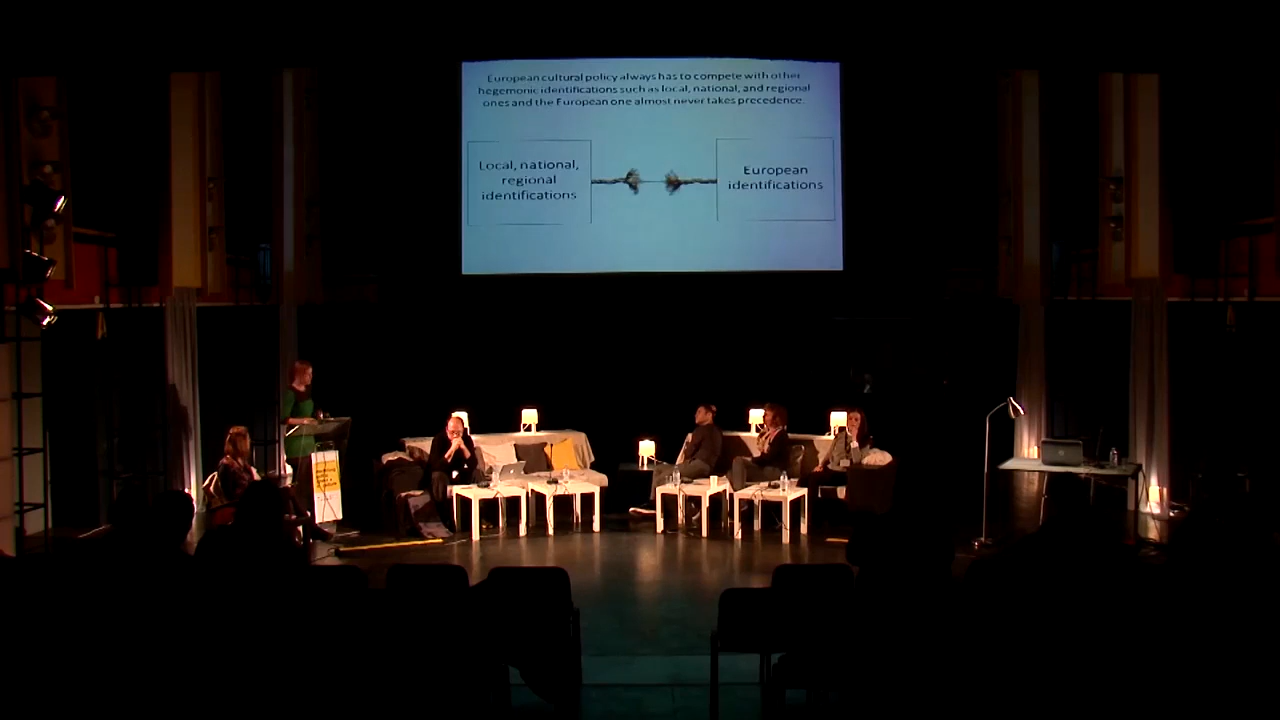 European cultural policy always has to compete with other
hegemonic identifications such as local, national, and regional
ones and the European one almost never takes precedence.
Local, national,
regional
identifications
European
identifications